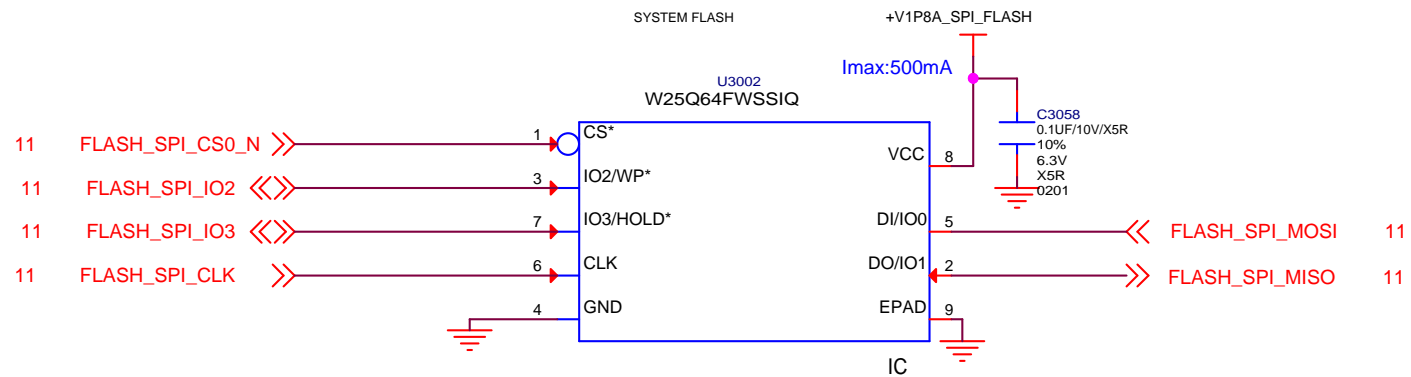 SYSTEM FLASH
+V1P8A_SPI_FLASH
Imax:500mA
U3002
W25Q64FWSSIQ
C3058
0.1UF/10V/X5R
10%
6.3V
X5R
0201
11 FLASH_SPI_CS0_N 1 CS*
VCC 8
11 FLASH_SPI_IO2 3 IO2/WP*
11 FLASH_SPI_IO3 7 IO3/HOLD* DI/IO0 5 FLASH_SPI_MOSI 11
11 FLASH_SPI_CLK 6 CLK DO/IO1 2 FLASH_SPI_MISO 11
4 GND EPAD 9
IC